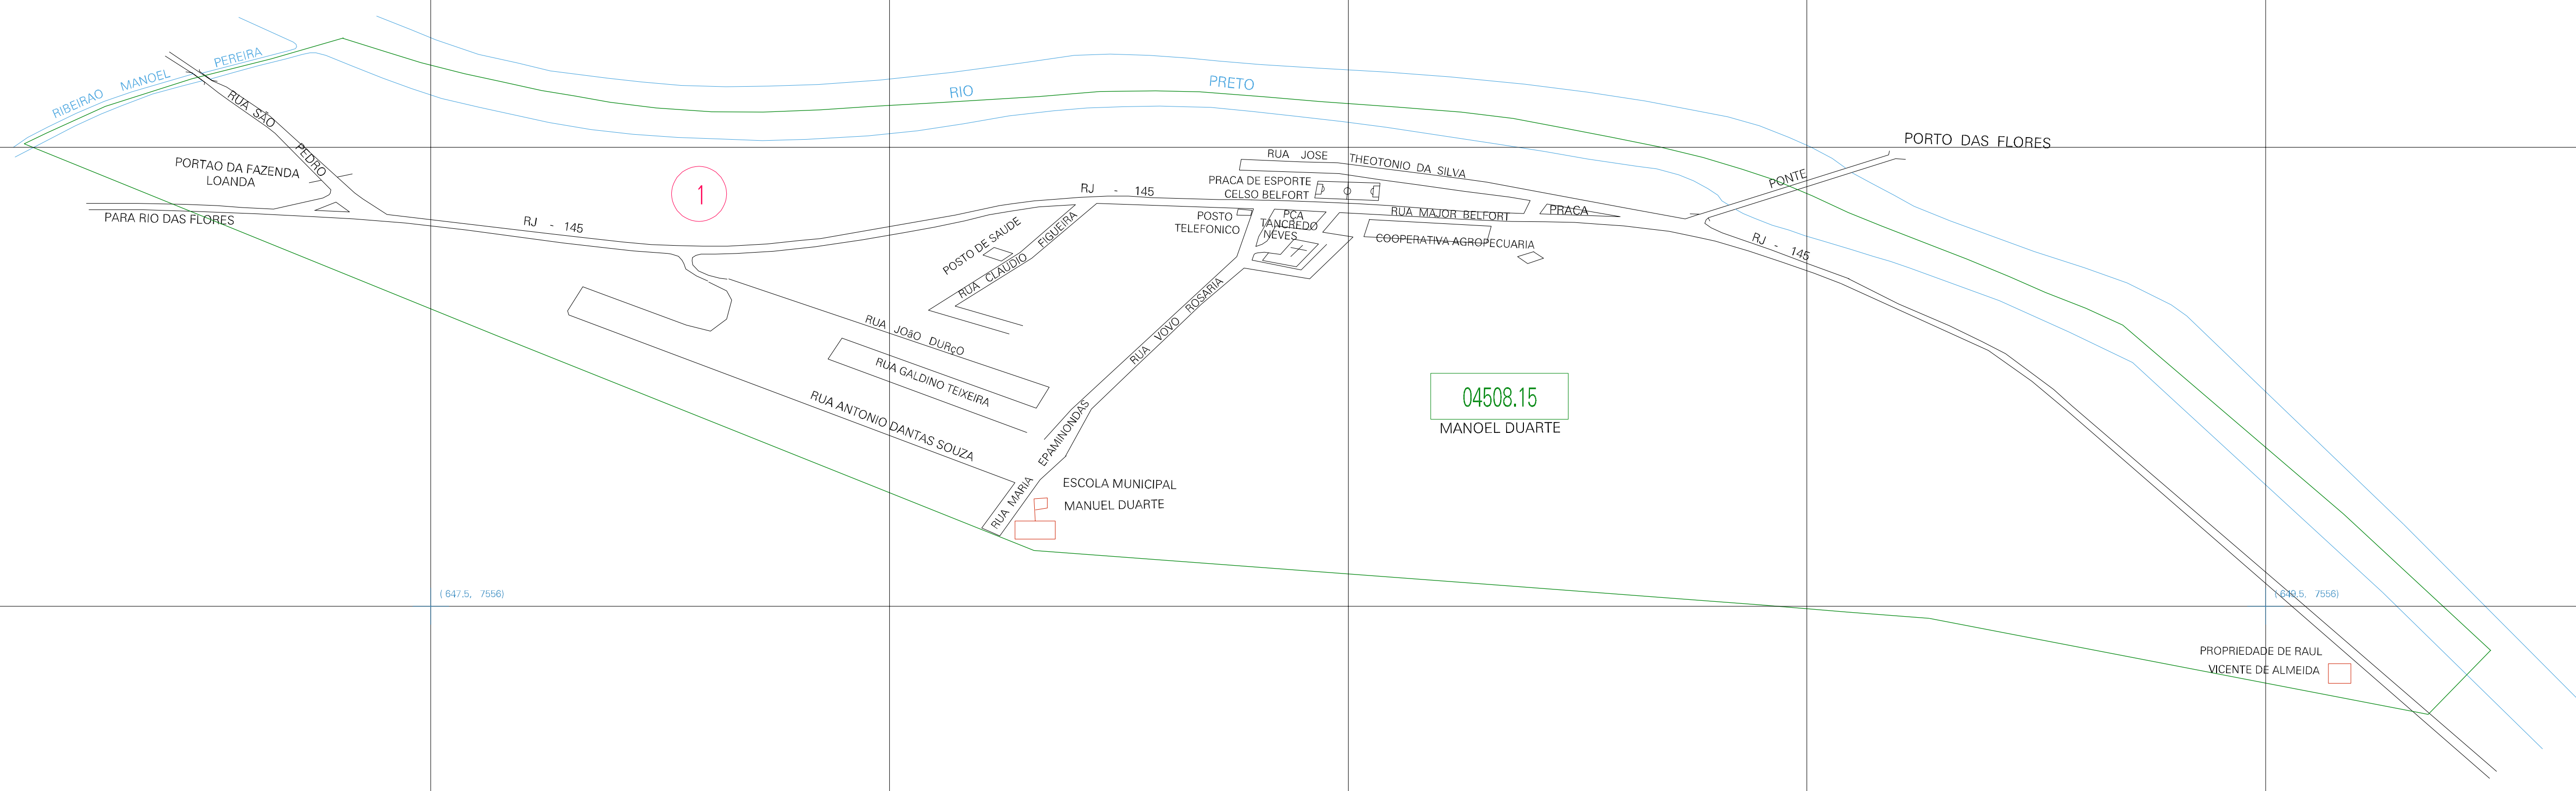 RIBEIRAO MANOEL PEREIRA
RUA SÃO PEDRO
PORTAO DA FAZENDA
LOANDA
PARA RIO DAS FLORES
RJ - 145
1
RIO PRETO
RJ - 145
RUA JOSE THEOTONIO DA SILVA
PRACA DE ESPORTE
CELSO BELFORT
POSTO
TELEFONICO
PCA
TANCREDO
NEVES
RUA MAJOR BELFORT
PRACA
COOPERATIVA AGROPECUARIA
PONTE
PORTO DAS FLORES
RJ - 145
POSTO DE SAUDE
RUA CLAUDIO FIGUEIRA
RUA VOVO ROSARIA
RUA JOãO DURçO
RUA GALDINO TEIXEIRA
RUA ANTONIO DANTAS SOUZA
RUA MARIA EPAMINONDAS
ESCOLA MUNICIPAL
MANUEL DUARTE
04508.15
MANOEL DUARTE
( 647.5, 7556)
( 649.5, 7556)
PROPRIEDADE DE RAUL
VICENTE DE ALMEIDA